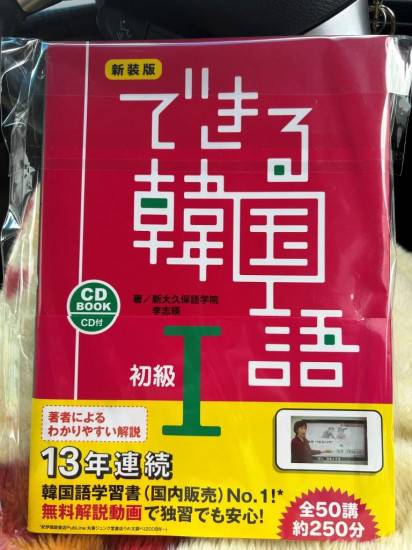 新装版
できる
韓国語
CD
BOOK
CD付
著／新大久保語学院
李志暎
初級
I
著者による
わかりやすい解説
13年連続
韓国語学習書（国内販売）No.1!*
無料解説動画で独習でも安心!
全50講
約250分